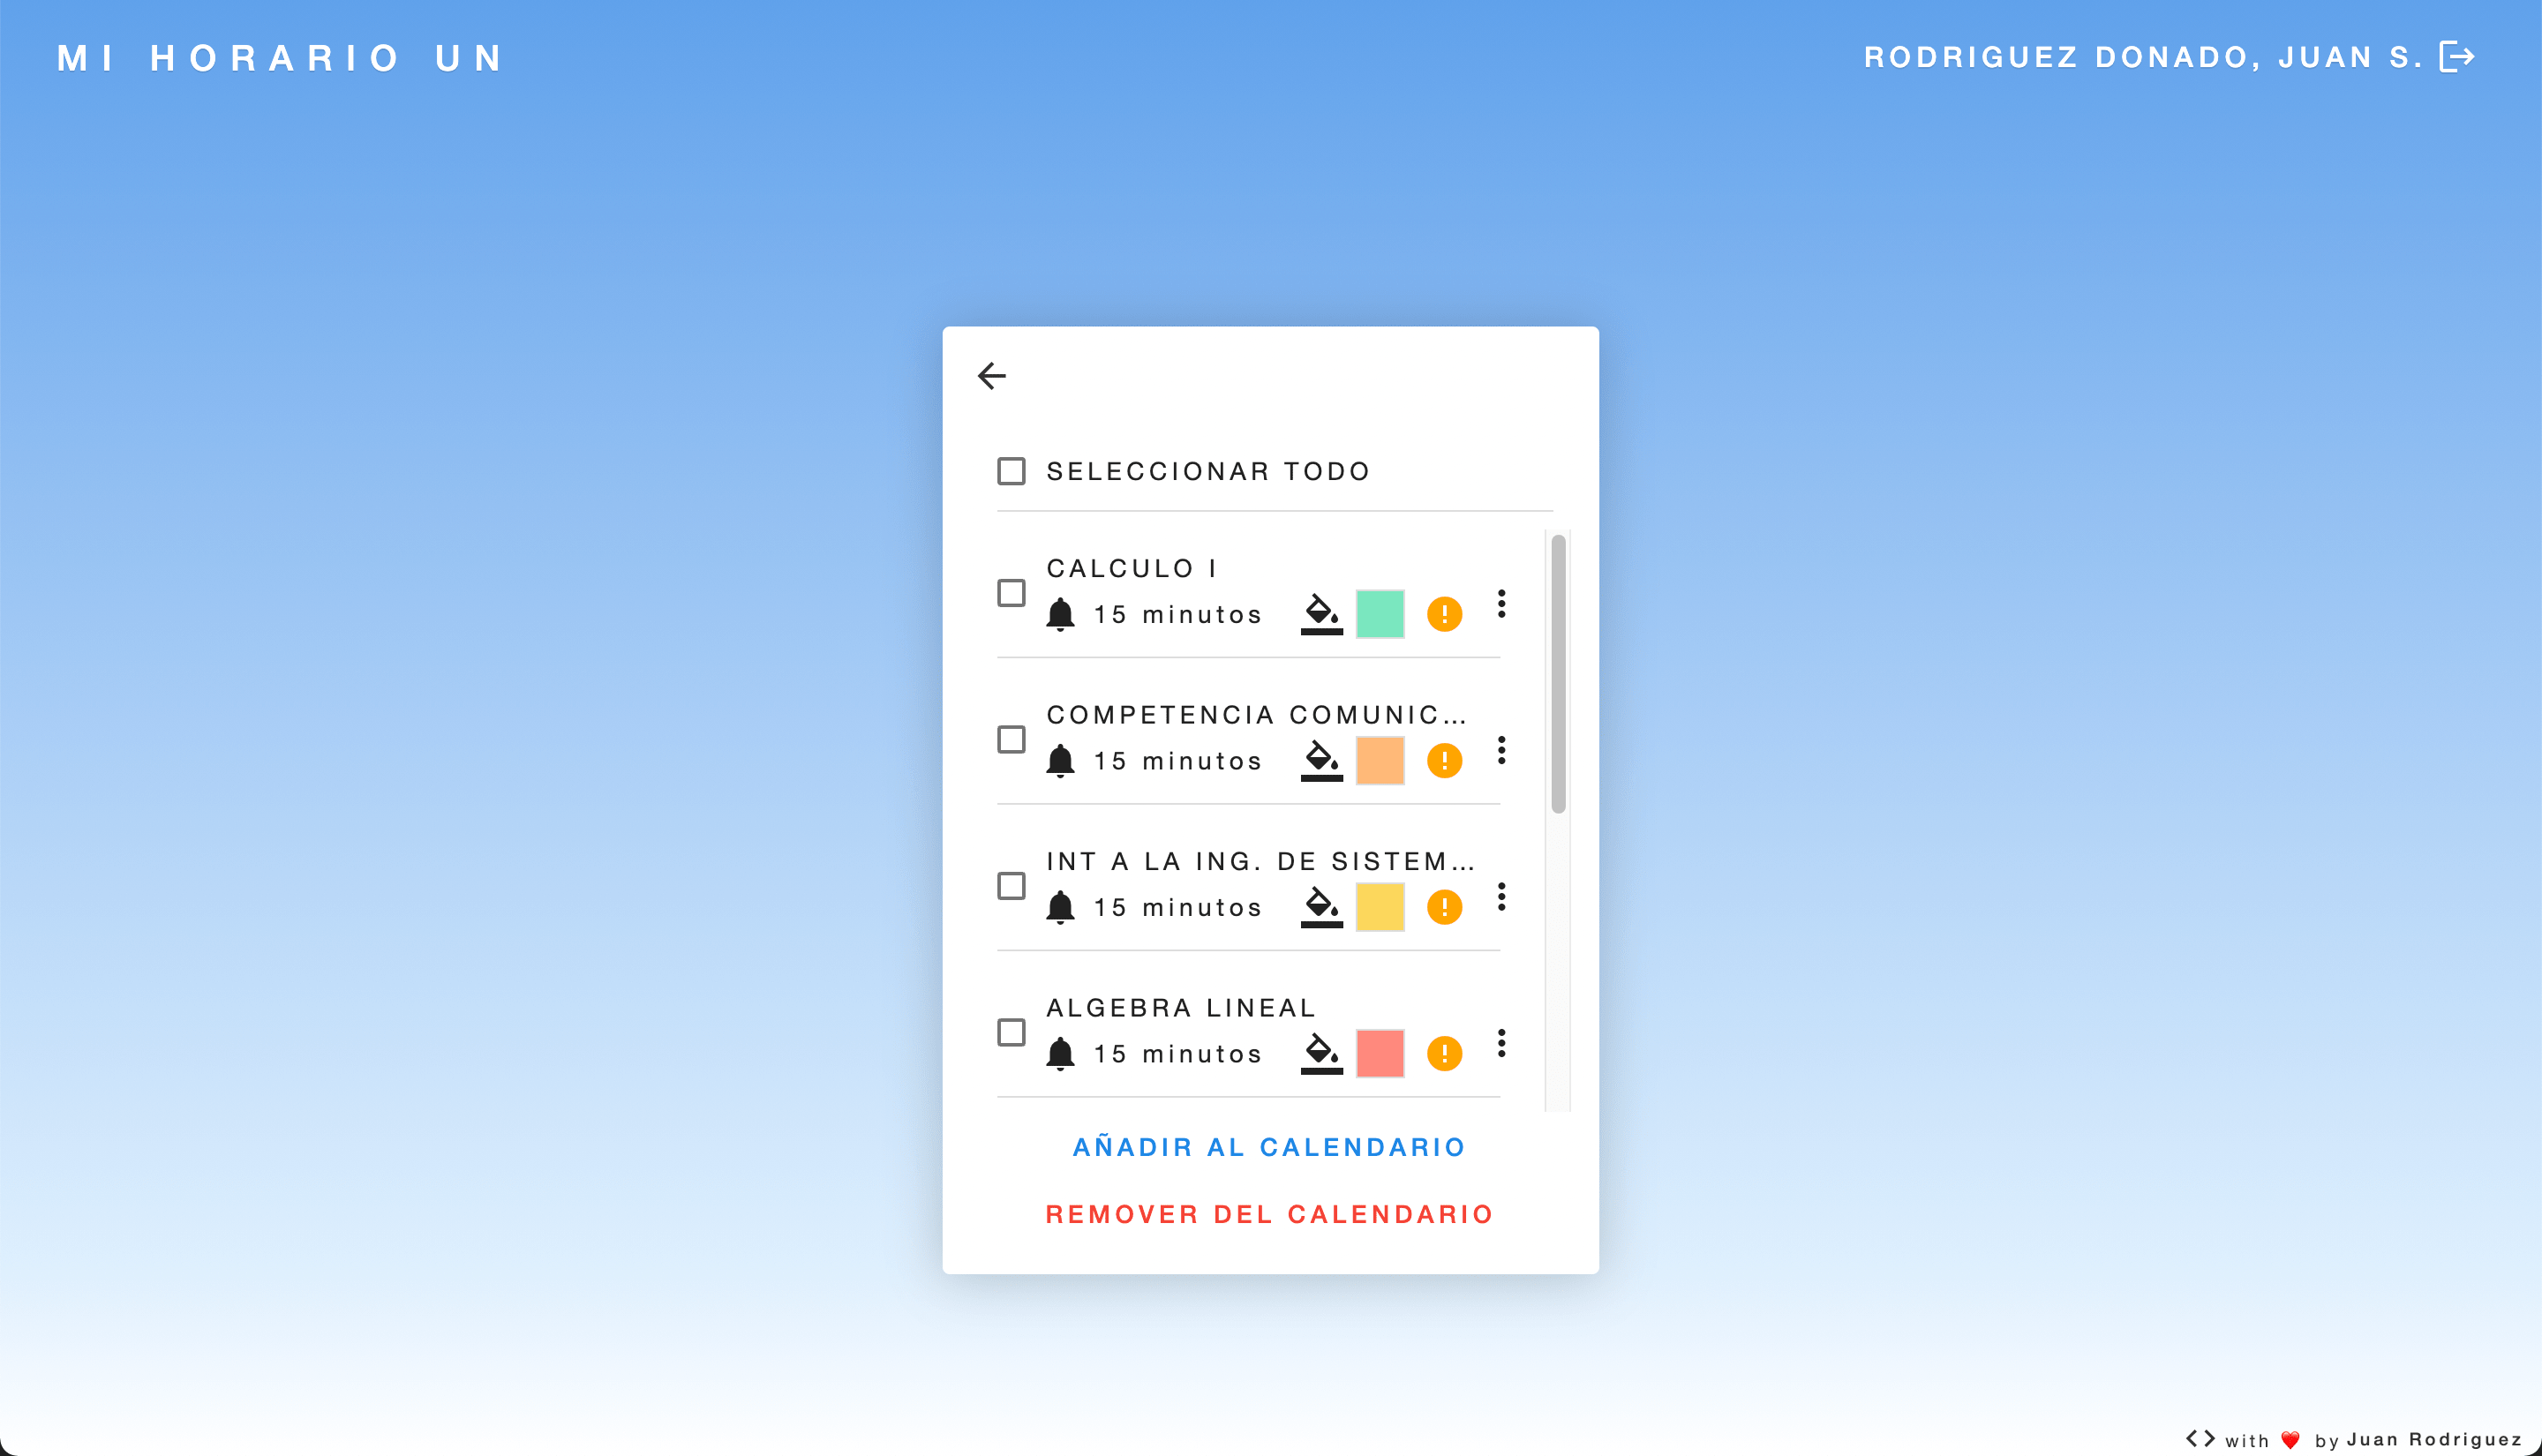 MI HORARIO UN
RODRIGUEZ DONADO, JUAN S.
SELECCIONAR TODO
CALCULO I
15 minutos
COMPETENCIA COMUNIC...
15 minutos
INT A LA ING. DE SISTEM...
15 minutos
ALGEBRA LINEAL
15 minutos
AÑADIR AL CALENDARIO
REMOVER DEL CALENDARIO
<> with ❤️ by Juan Rodriguez